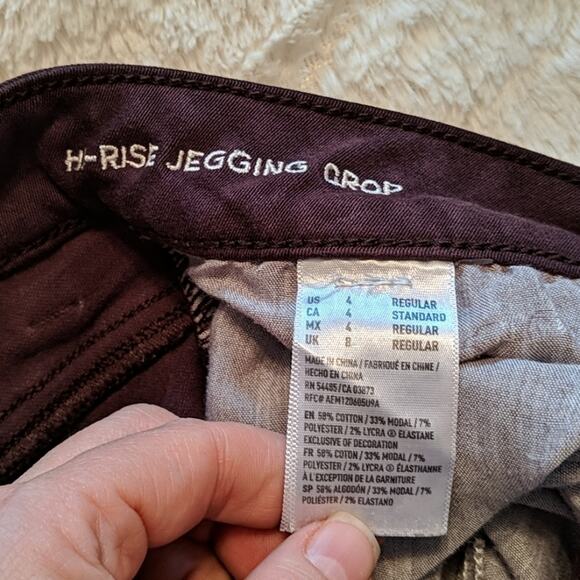 HI-RISE JEGGING CROP
US 4 REGULAR
CA 4 STANDARD
MX 4 REGULAR
UK 8 REGULAR
MADE IN CHINA / FABRIQUÉ EN CHINE /
HECHO EN CHINA
RN 54485/CA 03873
RFC# AEM120605U9A
EN: 58% COTTON / 33% MODAL / 7%
POLYESTER / 2% LYCRA ® ELASTANE
EXCLUSIVE OF DECORATION
FR: 58% COTON / 33% MODAL / 7%
POLYESTER / 2% LYCRA ® ÉLASTHANNE
À L'EXCEPTION DE LA GARNITURE
SP: 58% ALGODÓN / 33% MODAL / 7%
POLIÉSTER / 2% ELASTANO